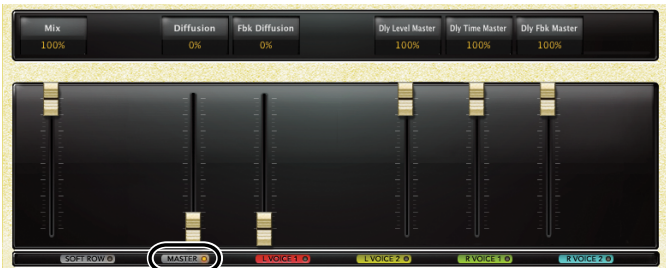 Mix Diffusion Fbk Diffusion Dly Level Master Dly Time Master Dly Fbk Master
100% 0% 0% 100% 100% 100%
SOFT ROW MASTER L VOICE 1 L VOICE 2 R VOICE 1 R VOICE 2